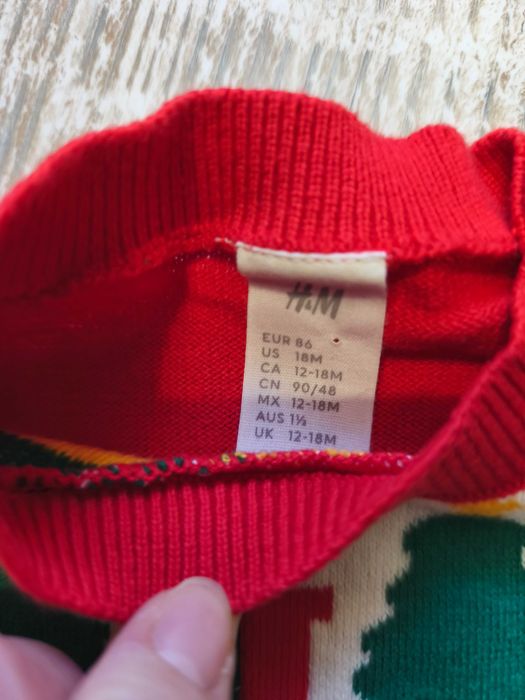 H&M
EUR 86
US 18M
CA 12-18M
CN 90/48
MX 12-18M
AUS 1½
UK 12-18M